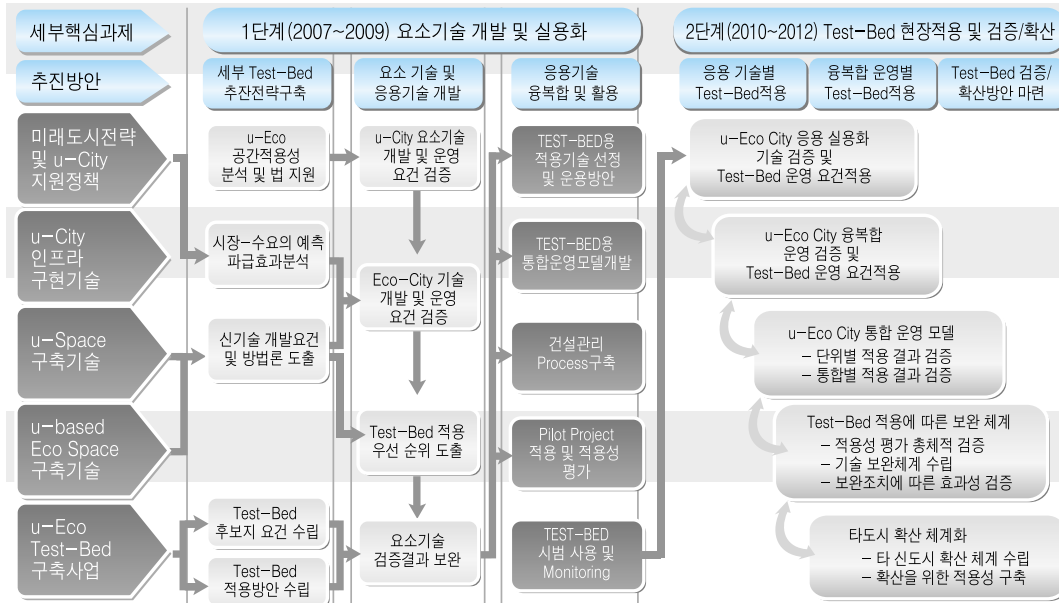 세부핵심과제
1단계(2007~2009) 요소기술 개발 및 실용화
2단계(2010~2012) Test-Bed 현장적용 및 검증/확산
추진방안
세부 Test-Bed
추진전략구축
요소 기술 및
응용기술 개발
응용기술
융복합 및 활용
응용 기술별
Test-Bed적용
융복합 운영별
Test-Bed적용
Test-Bed 검증/
확산방안 마련
미래도시전략
및 u-City
지원정책
u-City
인프라
구현기술
u-Space
구축기술
u-based
Eco Space
구축기술
u-Eco
Test-Bed
구축사업
u-Eco
공간적용성
분석 및 법 지원
시장-수요의 예측
파급효과분석
신기술 개발요건
및 방법론 도출
Test-Bed
후보지 요건 수립
Test-Bed
적용방안 수립
u-City 요소기술
개발 및 운영
요건 검증
Eco-City 기술
개발 및 운영
요건 검증
Test-Bed 적용
우선 순위 도출
요소기술
검증결과 보완
TEST-BED용
적용기술 선정
및 운용방안
TEST-BED용
통합운영모델개발
건설관리
Process구축
Pilot Project
적용 및 적용성
평가
TEST-BED
시범 사용 및
Monitoring
u-Eco City 응용 실용화
기술 검증 및
Test-Bed 운영 요건적용
u-Eco City 융복합
운영 검증 및
Test-Bed 운영 요건적용
u-Eco City 통합 운영 모델
- 단위별 적용 결과 검증
- 통합별 적용 결과 검증
Test-Bed 적용에 따른 보완 체계
- 적용성 평가 총체적 검증
- 기술 보완체계 수립
- 보완조치에 따른 효과성 검증
타도시 확산 체계화
- 타 신도시 확산 체계 수립
- 확산을 위한 적용성 구축